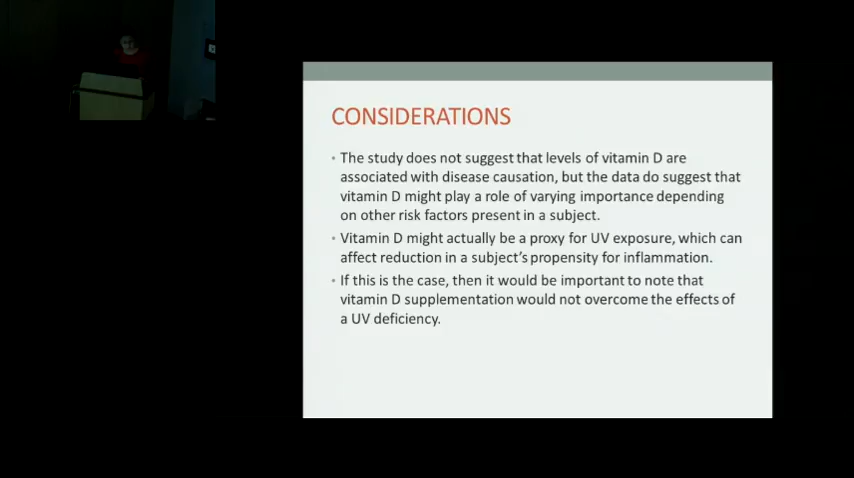 CONSIDERATIONS
• The study does not suggest that levels of vitamin D are
associated with disease causation, but the data do suggest that
vitamin D might play a role of varying importance depending
on other risk factors present in a subject.
• Vitamin D might actually be a proxy for UV exposure, which can
affect reduction in a subject's propensity for inflammation.
• If this is the case, then it would be important to note that
vitamin D supplementation would not overcome the effects of
a UV deficiency.